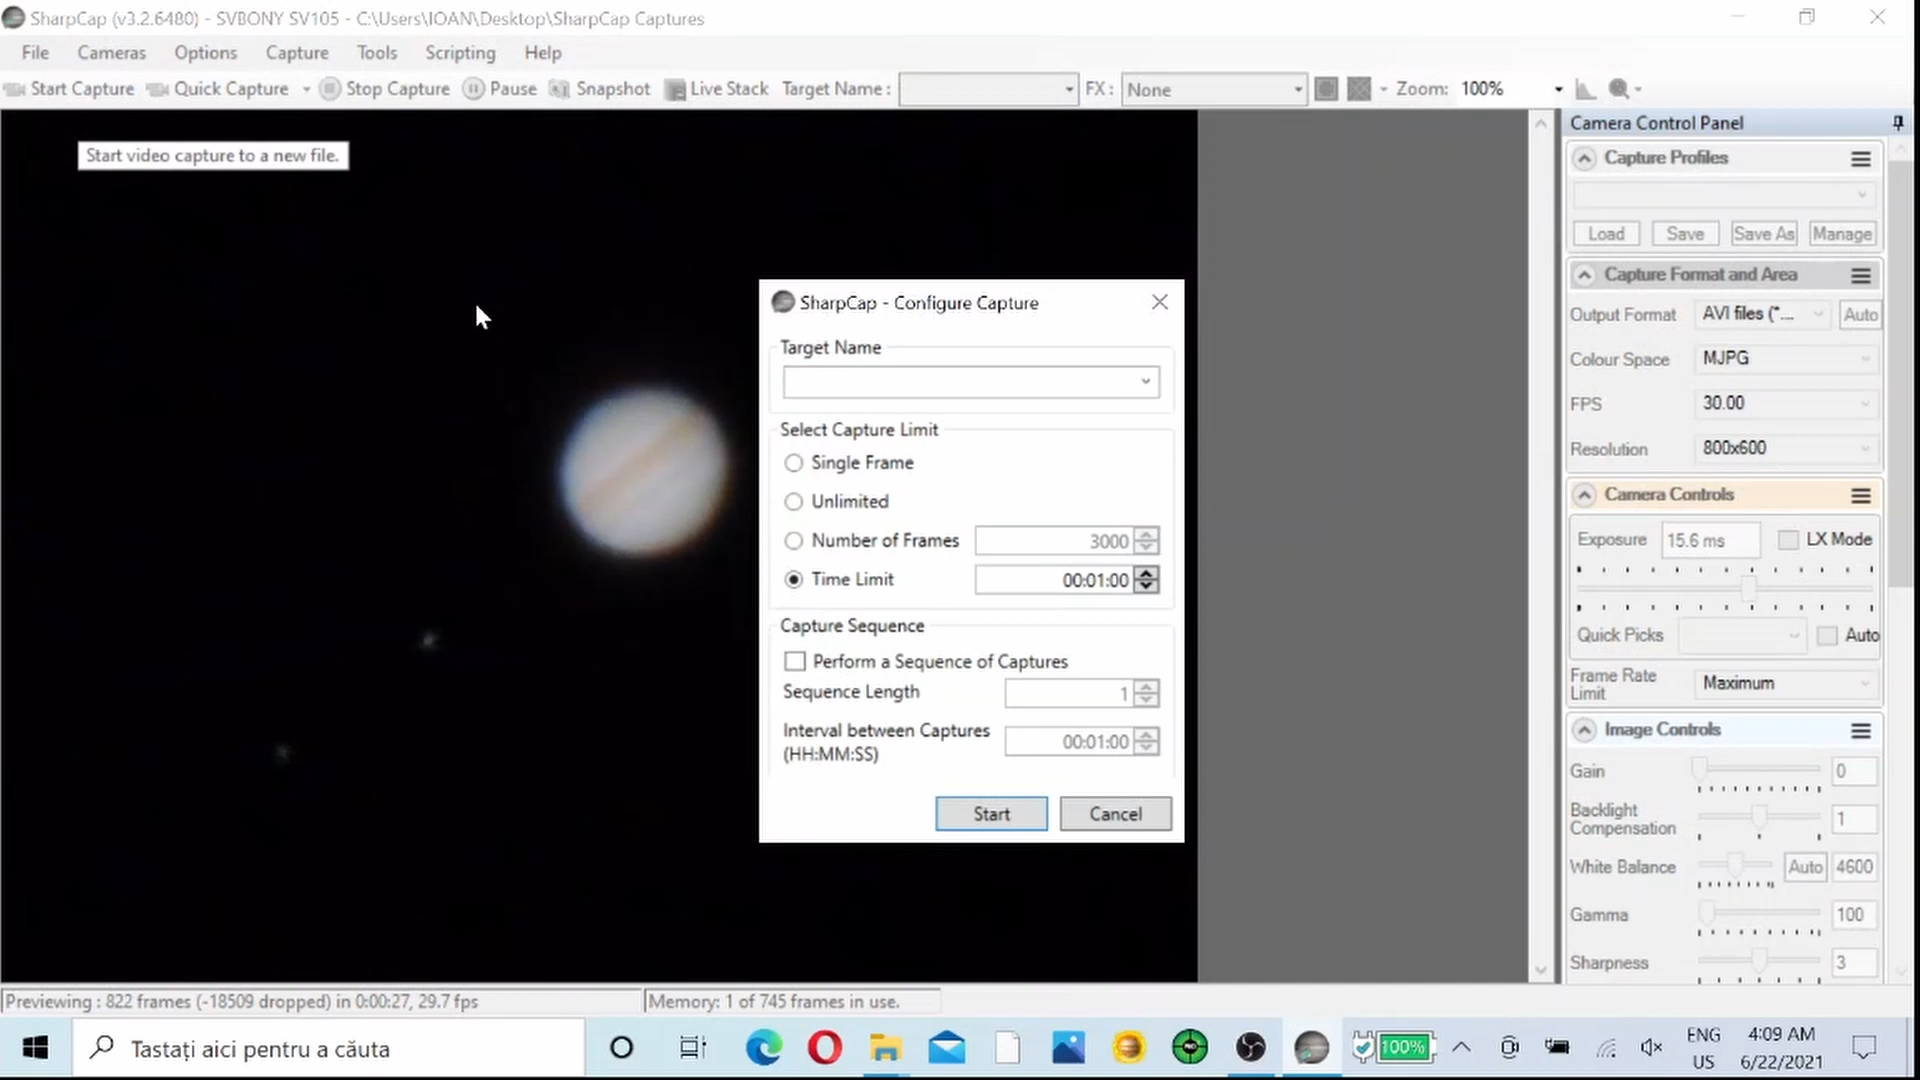 SharpCap (v3.2.6480) - SVBONY SV105 - C:\Users\IOAN\Desktop\SharpCap Captures
File Cameras Options Capture Tools Scripting Help
Start Capture Quick Capture Stop Capture Pause Snapshot Live Stack Target Name : FX : None Zoom: 100%
Start video capture to a new file.
SharpCap - Configure Capture
Target Name
Select Capture Limit
Single Frame
Unlimited
Number of Frames 3000
Time Limit 00:01:00
Capture Sequence
Perform a Sequence of Captures
Sequence Length 1
Interval between Captures
(HH:MM:SS) 00:01:00
Start Cancel
Camera Control Panel
Capture Profiles
Load Save Save As Manage
Capture Format and Area
Output Format AVI files (*.... Auto
Colour Space MJPG
FPS 30.00
Resolution 800x600
Camera Controls
Exposure 15.6 ms LX Mode
Quick Picks Auto
Frame Rate
Limit Maximum
Image Controls
Gain 0
Backlight
Compensation 1
White Balance Auto 4600
Gamma 100
Sharpness 3
Previewing : 822 frames (-18509 dropped) in 0:00:27, 29.7 fps Memory: 1 of 745 frames in use.
Tastați aici pentru a căuta
100%
ENG
US
4:09 AM
6/22/2021